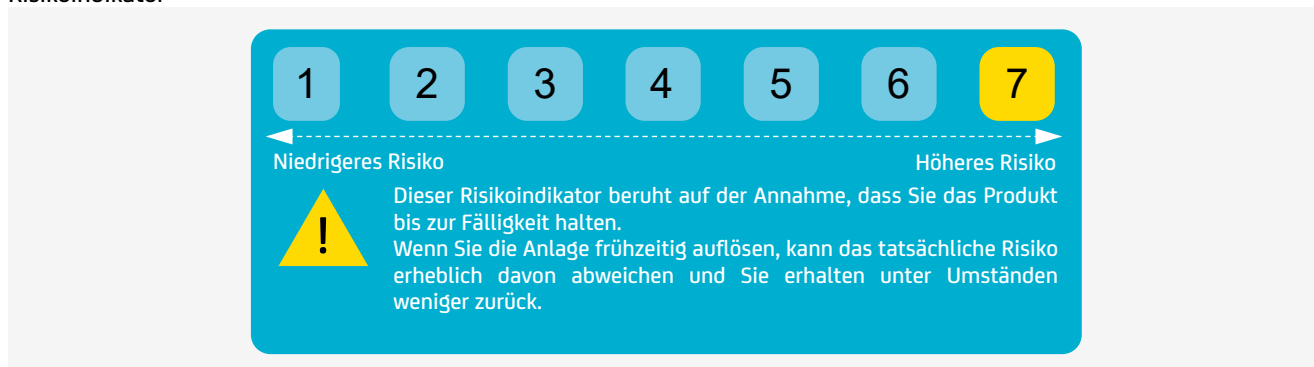 Risikoindikator
1 2 3 4 5 6 7
Niedrigeres Risiko Höheres Risiko
Dieser Risikoindikator beruht auf der Annahme, dass Sie das Produkt
bis zur Fälligkeit halten.
!
Wenn Sie die Anlage frühzeitig auflösen, kann das tatsächliche Risiko
erheblich davon abweichen und Sie erhalten unter Umständen
weniger zurück.